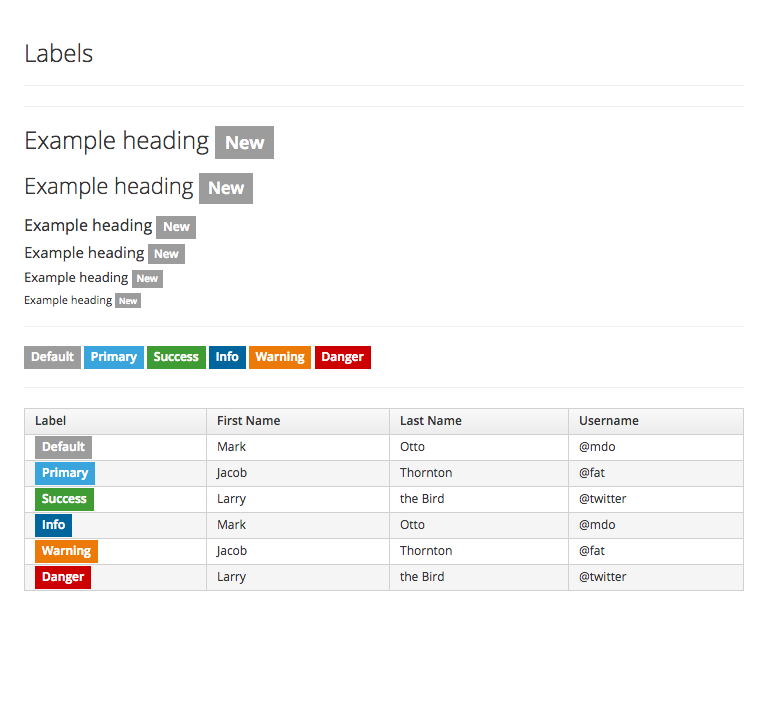 Labels
Example heading New
Example heading New
Example heading New
Example heading New
Example heading New
Example heading New
Default Primary Success Info Warning Danger
Label First Name Last Name Username
Default Mark Otto @mdo
Primary Jacob Thornton @fat
Success Larry the Bird @twitter
Info Mark Otto @mdo
Warning Jacob Thornton @fat
Danger Larry the Bird @twitter